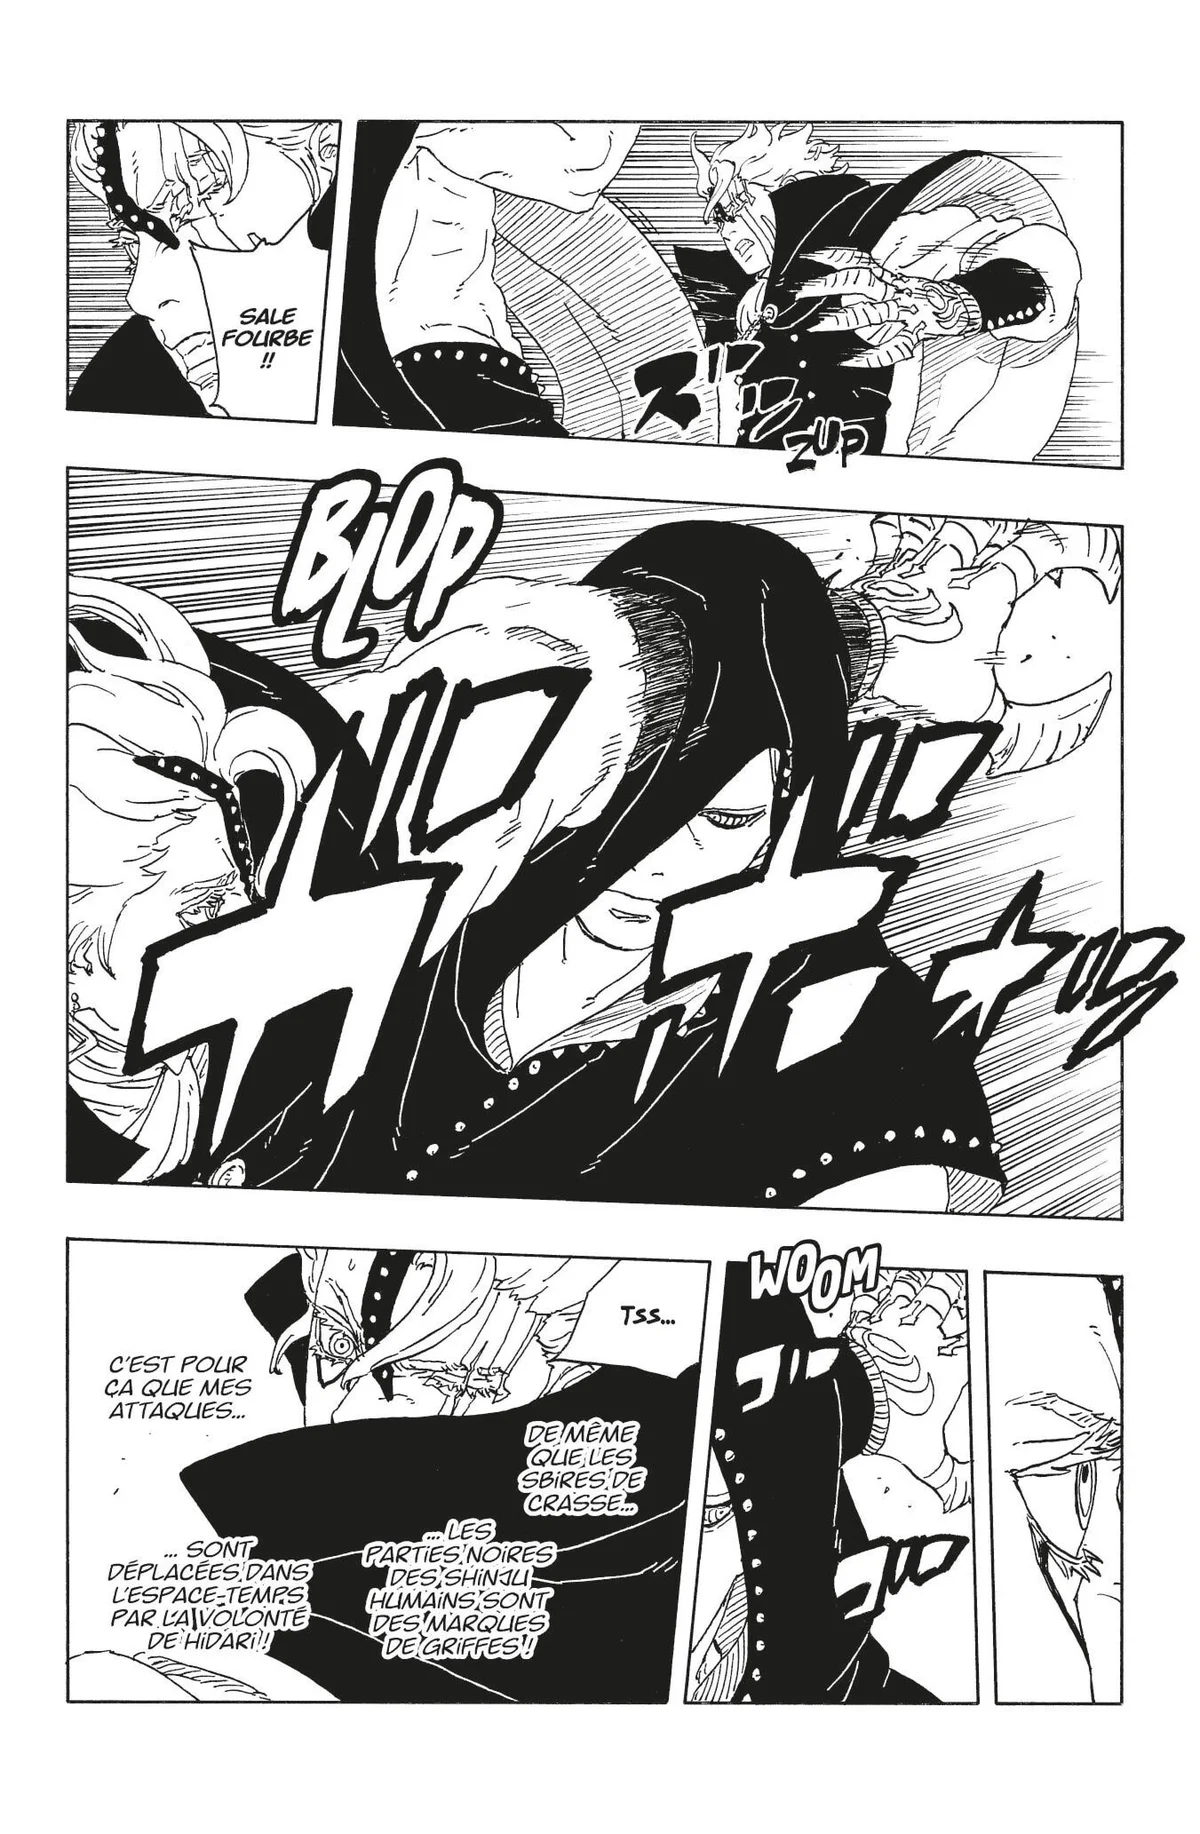 ZUP
SALE
FOURBE
!!
BLOP
WOOM
TSS...
DE MÊME
QUE LES
SBIRES DE
CRASSE...
... LES
PARTIES NOIRES
DES SHINJU
HUMAINS SONT
DES MARQUES
DE GRIFFES !
C'EST POUR
ÇA QUE MES
ATTAQUES...
... SONT
DÉPLACÉES DANS
L'ESPACE-TEMPS
PAR LA VOLONTÉ
DE HIDARI !